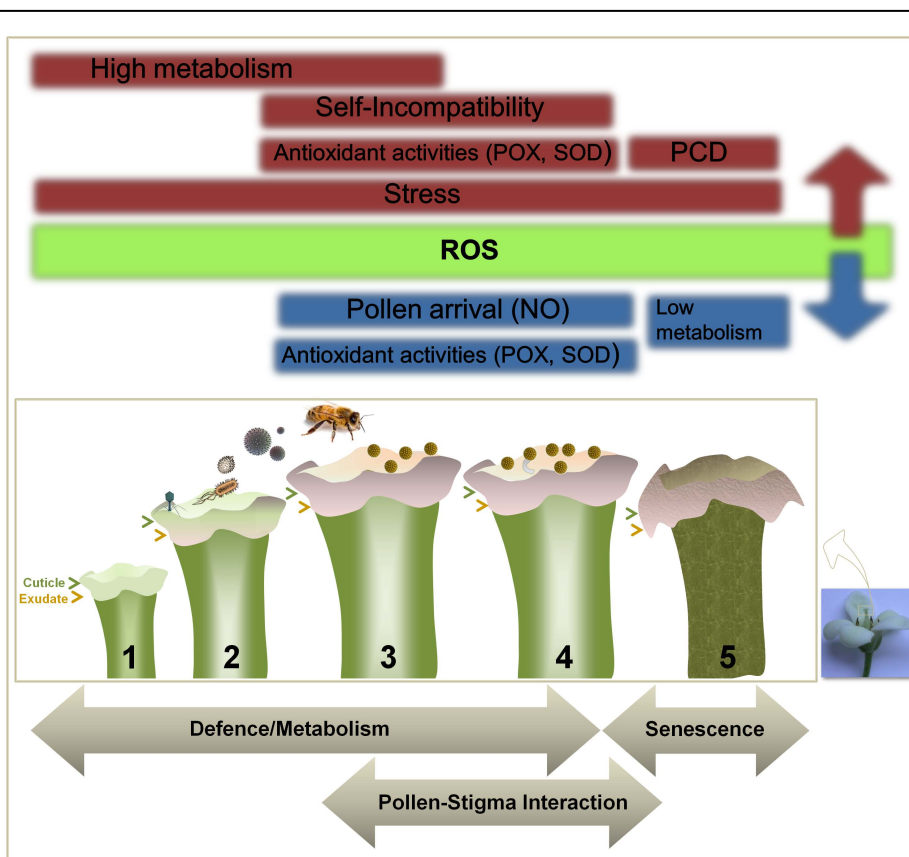 High metabolism
Self-Incompatibility
Antioxidant activities (POX, SOD)
PCD
Stress
ROS
Pollen arrival (NO)
Low
metabolism
Antioxidant activities (POX, SOD)
Cuticle
Exudate
1
2
3
4
5
Defence/Metabolism
Senescence
Pollen-Stigma Interaction